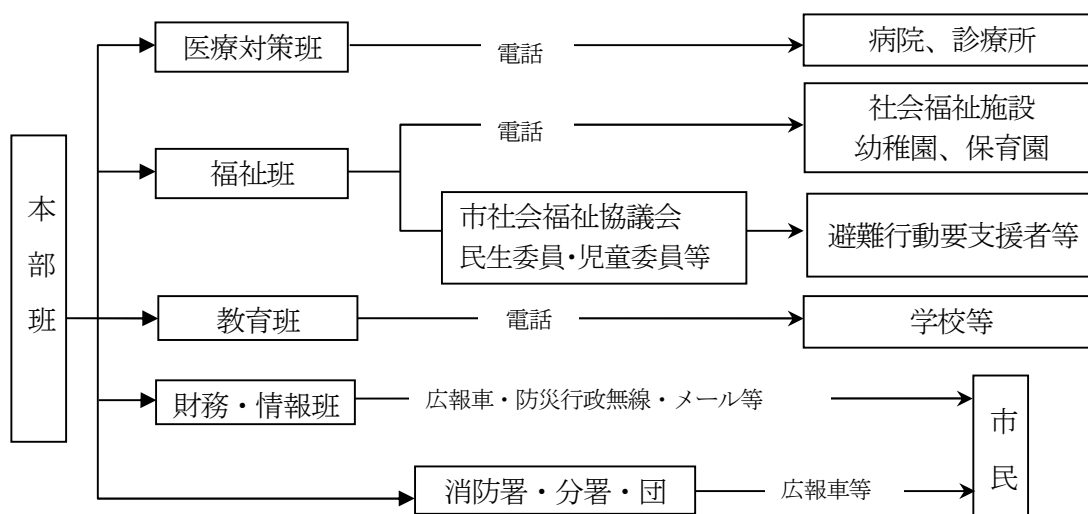 本部班
医療対策班
電話
病院、診療所
福祉班
電話
社会福祉施設
幼稚園、保育園
市社会福祉協議会
民生委員・児童委員等
避難行動要支援者等
教育班
電話
学校等
財務・情報班
広報車・防災行政無線・メール等
消防署・分署・団
広報車等
市民